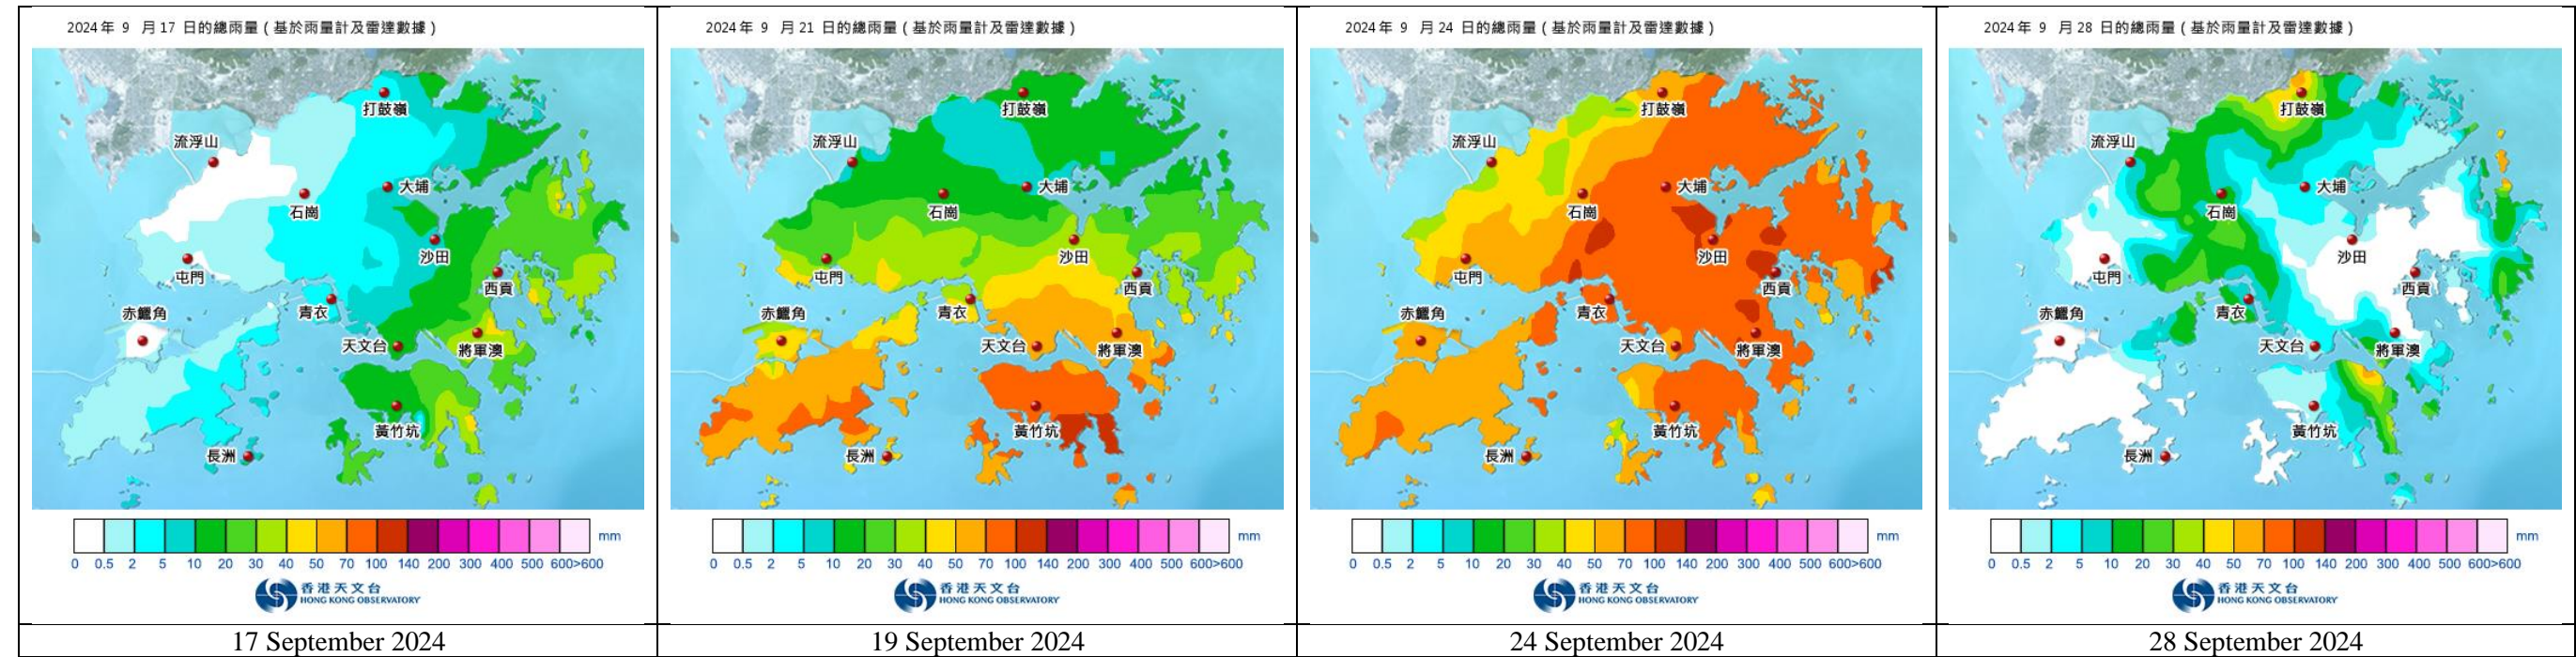 2024年 9 月 17 日的總雨量 ( 基於雨量計及雷達數據 )
打鼓嶺
流浮山
大埔
石崗
沙田
屯門
西貢
青衣
赤鱲角
天文台
將軍澳
黃竹坑
長洲
mm
0 0.5 2 5 10 20 30 40 50 70 100 140 200 300 400 500 600>600
香港天文台
HONG KONG OBSERVATORY
17 September 2024
2024年 9 月 21 日的總雨量 ( 基於雨量計及雷達數據 )
打鼓嶺
流浮山
大埔
石崗
沙田
屯門
西貢
青衣
赤鱲角
天文台
將軍澳
黃竹坑
長洲
mm
0 0.5 2 5 10 20 30 40 50 70 100 140 200 300 400 500 600>600
香港天文台
HONG KONG OBSERVATORY
19 September 2024
2024年 9 月 24 日的總雨量 ( 基於雨量計及雷達數據 )
打鼓嶺
流浮山
大埔
石崗
沙田
屯門
西貢
青衣
赤鱲角
天文台
將軍澳
黃竹坑
長洲
mm
0 0.5 2 5 10 20 30 40 50 70 100 140 200 300 400 500 600>600
香港天文台
HONG KONG OBSERVATORY
24 September 2024
2024年 9 月 28 日的總雨量 ( 基於雨量計及雷達數據 )
打鼓嶺
流浮山
大埔
石崗
沙田
屯門
西貢
青衣
赤鱲角
天文台
將軍澳
黃竹坑
長洲
mm
0 0.5 2 5 10 20 30 40 50 70 100 140 200 300 400 500 600>600
香港天文台
HONG KONG OBSERVATORY
28 September 2024